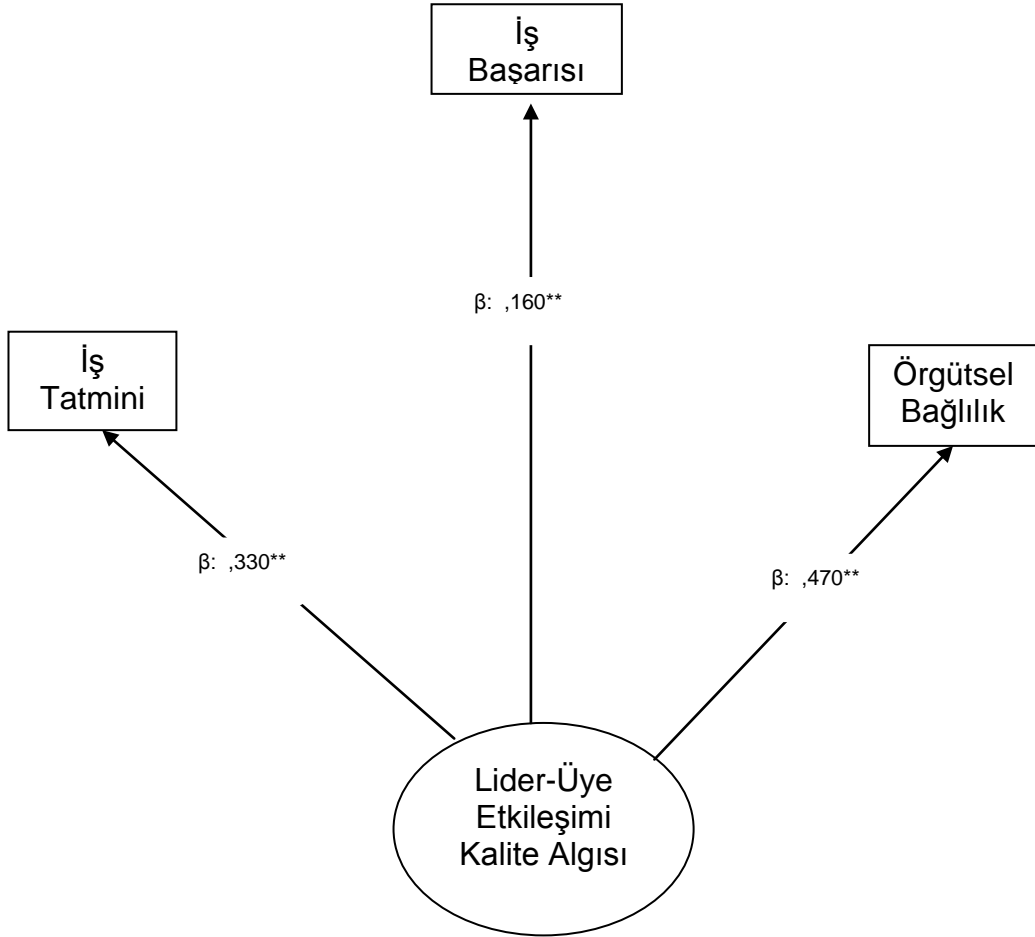 İş
Başarısı
β:  ,160**
İş
Tatmini
Örgütsel
Bağlılık
β:  ,330**
β:  ,470**
Lider-Üye
Etkileşimi
Kalite Algısı